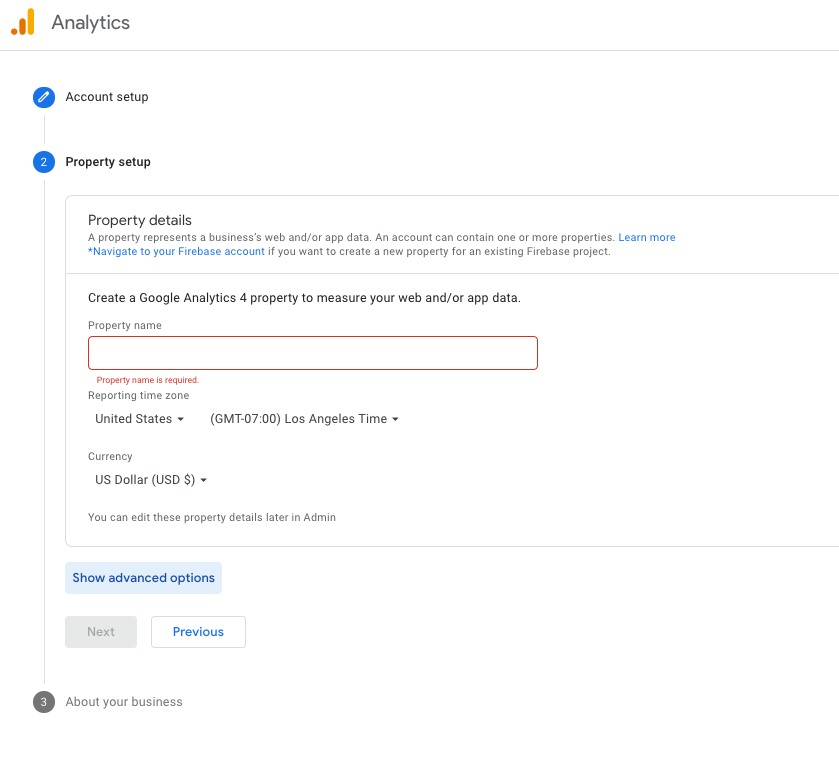 Analytics
Account setup
2 Property setup
Property details
A property represents a business’s web and/or app data. An account can contain one or more properties. Learn more
*Navigate to your Firebase account if you want to create a new property for an existing Firebase project.
Create a Google Analytics 4 property to measure your web and/or app data.
Property name
Property name is required.
Reporting time zone
United States (GMT-07:00) Los Angeles Time
Currency
US Dollar (USD $)
You can edit these property details later in Admin
Show advanced options
Next Previous
3 About your business